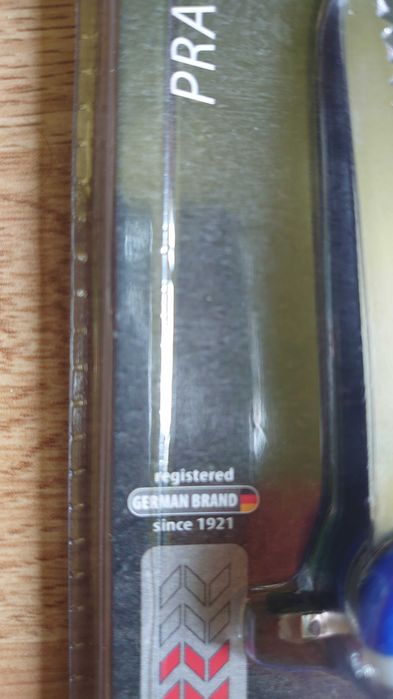 PRA
registered
GERMAN BRAND
since 1921